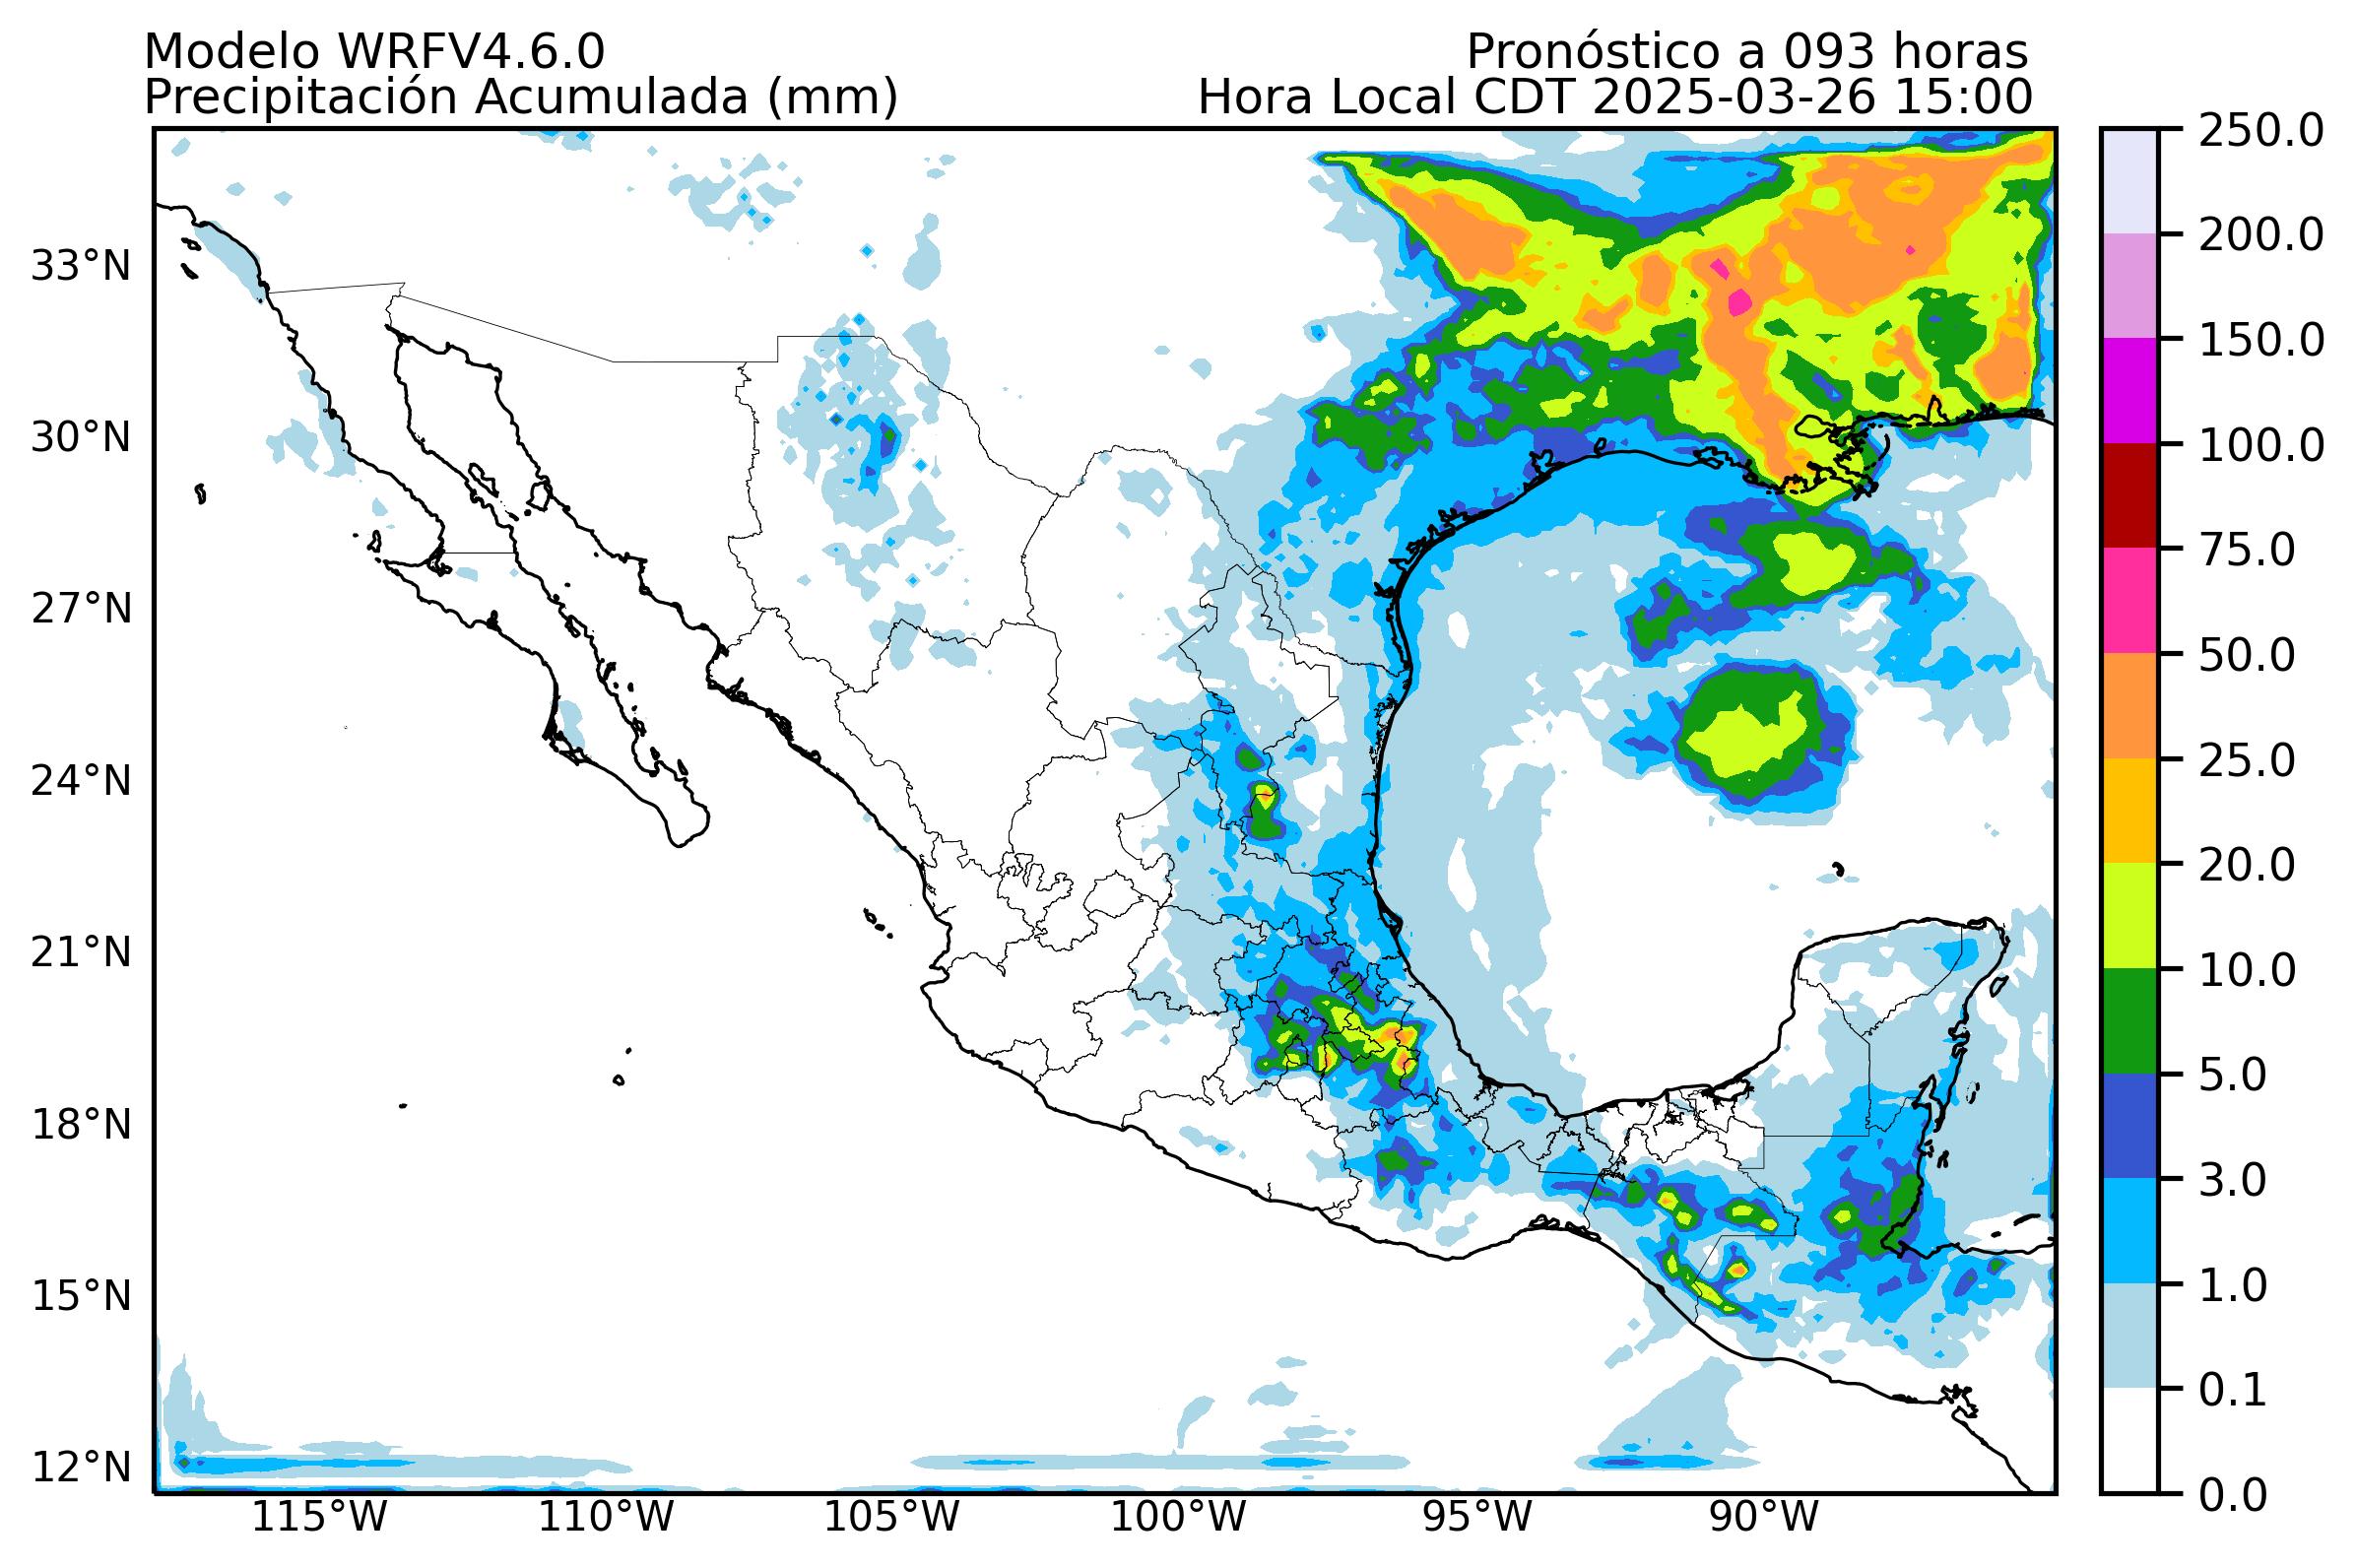 Modelo WRFV4.6.0
Pronóstico a 093 horas
Precipitación Acumulada (mm)
Hora Local CDT 2025-03-26 15:00
33°N
30°N
27°N
24°N
21°N
18°N
15°N
12°N
115°W
110°W
105°W
100°W
95°W
90°W
250.0
200.0
150.0
100.0
75.0
50.0
25.0
20.0
10.0
5.0
3.0
1.0
0.1
0.0